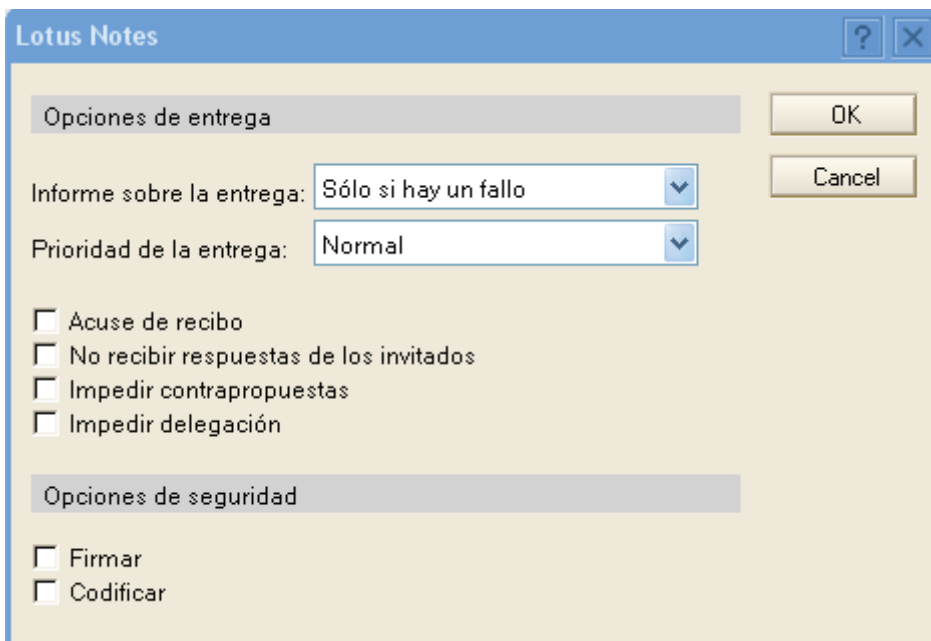 Lotus Notes
Opciones de entrega
OK
Informe sobre la entrega: Sólo si hay un fallo
Cancel
Prioridad de la entrega: Normal
Acuse de recibo
No recibir respuestas de los invitados
Impedir contrapropuestas
Impedir delegación
Opciones de seguridad
Firmar
Codificar